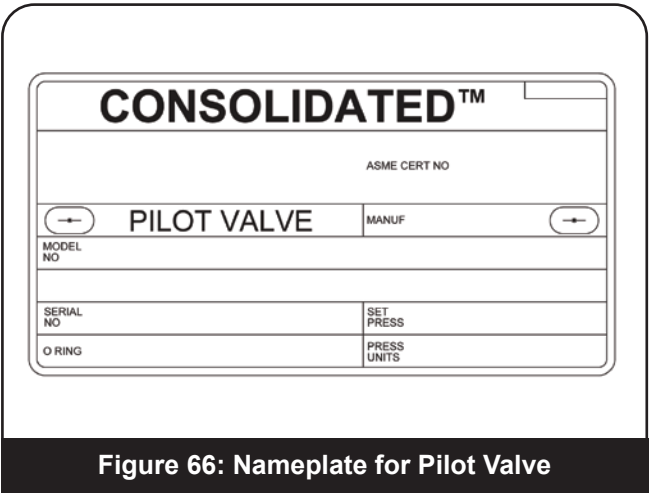 CONSOLIDATED™
ASME CERT NO
PILOT VALVE
MANUF
MODEL
NO
SERIAL
NO
SET
PRESS
O RING
PRESS
UNITS
Figure 66: Nameplate for Pilot Valve